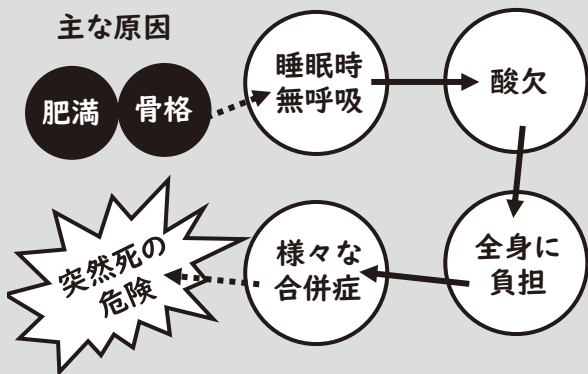 主な原因
肥満
骨格
睡眠時
無呼吸
酸欠
全身に
負担
様々な
合併症
突然死の
危険